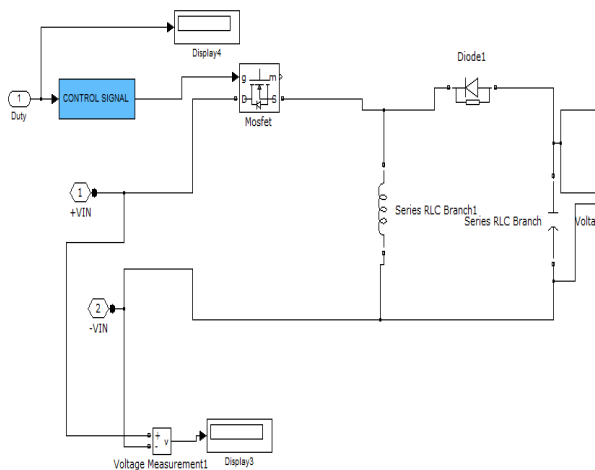 Display4
Diode1
g m
D S
Mosfet
1
Duty
CONTROL SIGNAL
1
+VIN
Series RLC Branch1
Series RLC Branch
Volta
2
-VIN
+
-
v
Voltage Measurement1
Display3